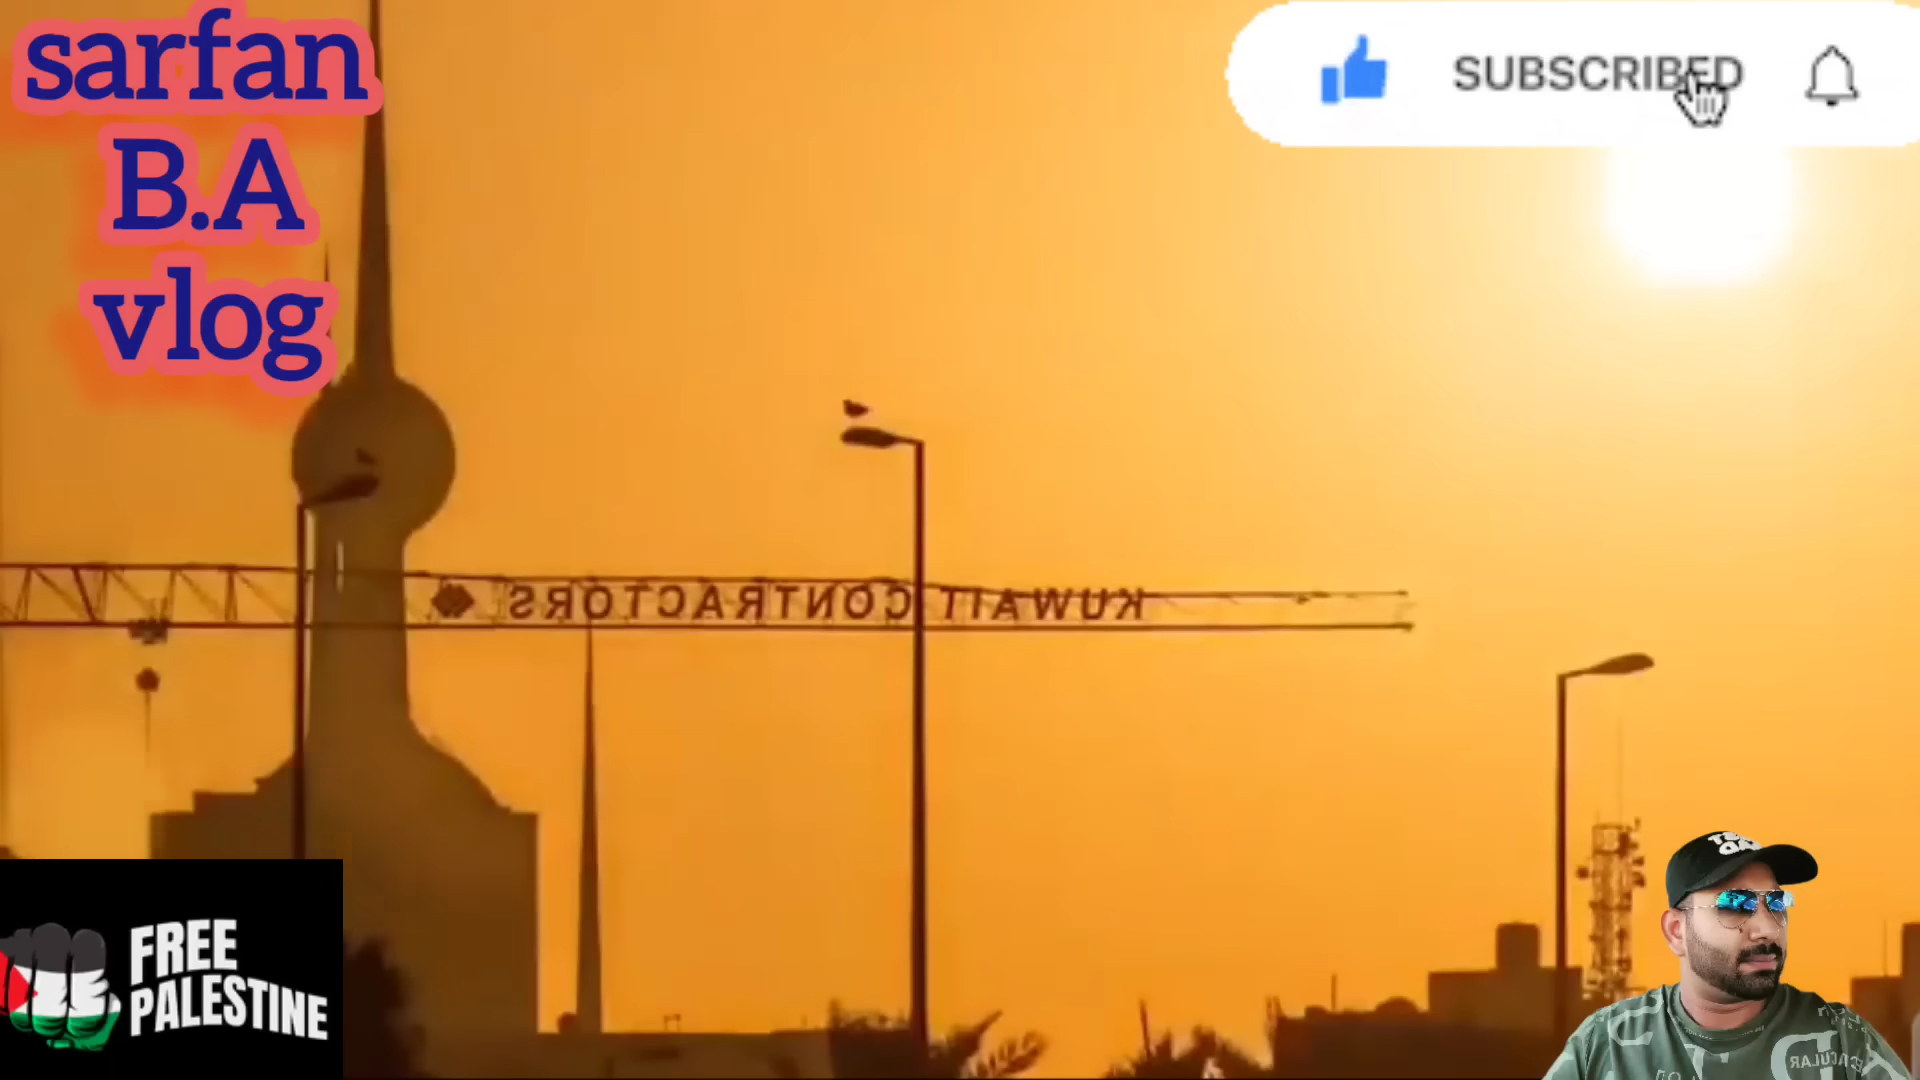 sarfan
B.A
vlog
SUBSCRIBED
KUWAIT CONTRACTORS
FREE
PALESTINE